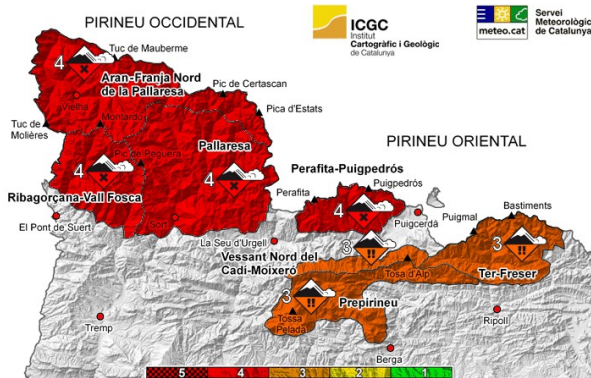 PIRINEU OCCIDENTAL
ICGC
Institut
Cartogràfic i Geològic
de Catalunya
meteo.cat
Servei
Meteorològic
de Catalunya
Tuc de Mauberme
4
Aran-Franja Nord
de la Pallaresa
Pic de Certascan
Vielha
Pica d'Estats
Tuc de
Molières
Montardo
PIRINEU ORIENTAL
Pallaresa
Pic de Peguera
4
4
Perafita-Puigpedrós
Puigpedrós
Perafita
Ribagorçana-Vall Fosca
4
Bastiments
El Pont de Suert
Sort
Puigcerdà
Puigmal
La Seu d'Urgell
3
3
Vessant Nord del
Cadí-Moixeró
Tosa d'Alp
Ter-Freser
3
Prepirineu
Tossa
Pelada
Tremp
Ripoll
Berga
5
4
3
2
1